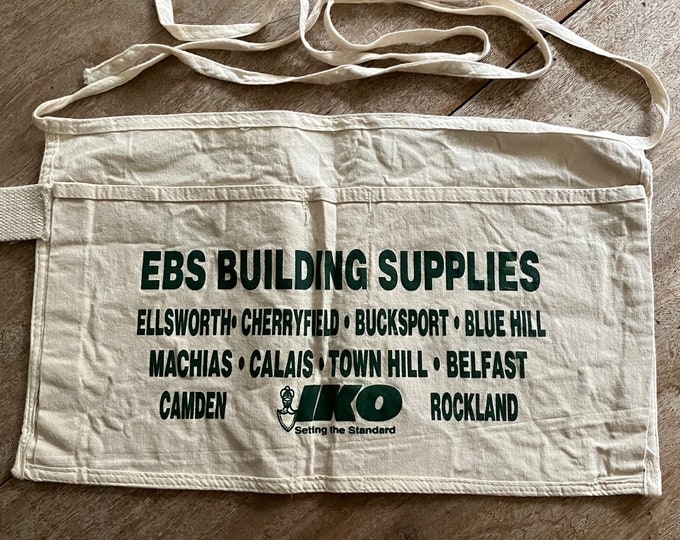 EBS BUILDING SUPPLIES
ELLSWORTH • CHERRYFIELD • BUCKSPORT • BLUE HILL
MACHIAS • CALAIS • TOWN HILL • BELFAST
CAMDEN IKO ROCKLAND
Seting the Standard